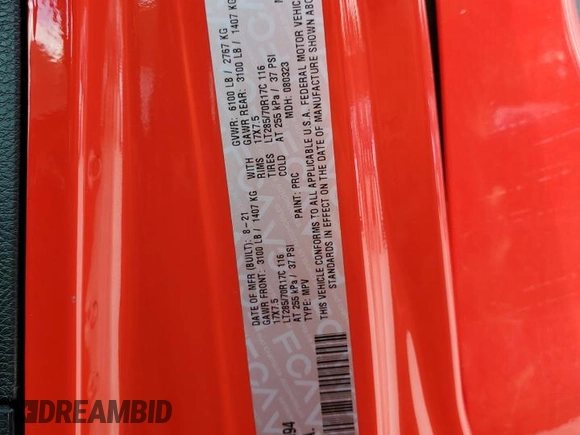 DATE OF MFR (BUILT): 8-21 GVWR: 6100 LB / 2767 KG
GAWR FRONT: 3100 LB / 1407 KG WITH GAWR REAR: 3100 LB / 1407 KG
17X7.5 RIMS 17X7.5
LT285/70R17C 116 TIRES LT285/70R17C 116
AT 255 kPa / 37 PSI COLD AT 255 kPa / 37 PSI
TYPE: MPV PAINT: PRC MDH: 080323
THIS VEHICLE CONFORMS TO ALL APPLICABLE U.S.A. FEDERAL MOTOR VEHIC
STANDARDS IN EFFECT ON THE DATE OF MANUFACTURE SHOWN ABO
94
DREAMBID